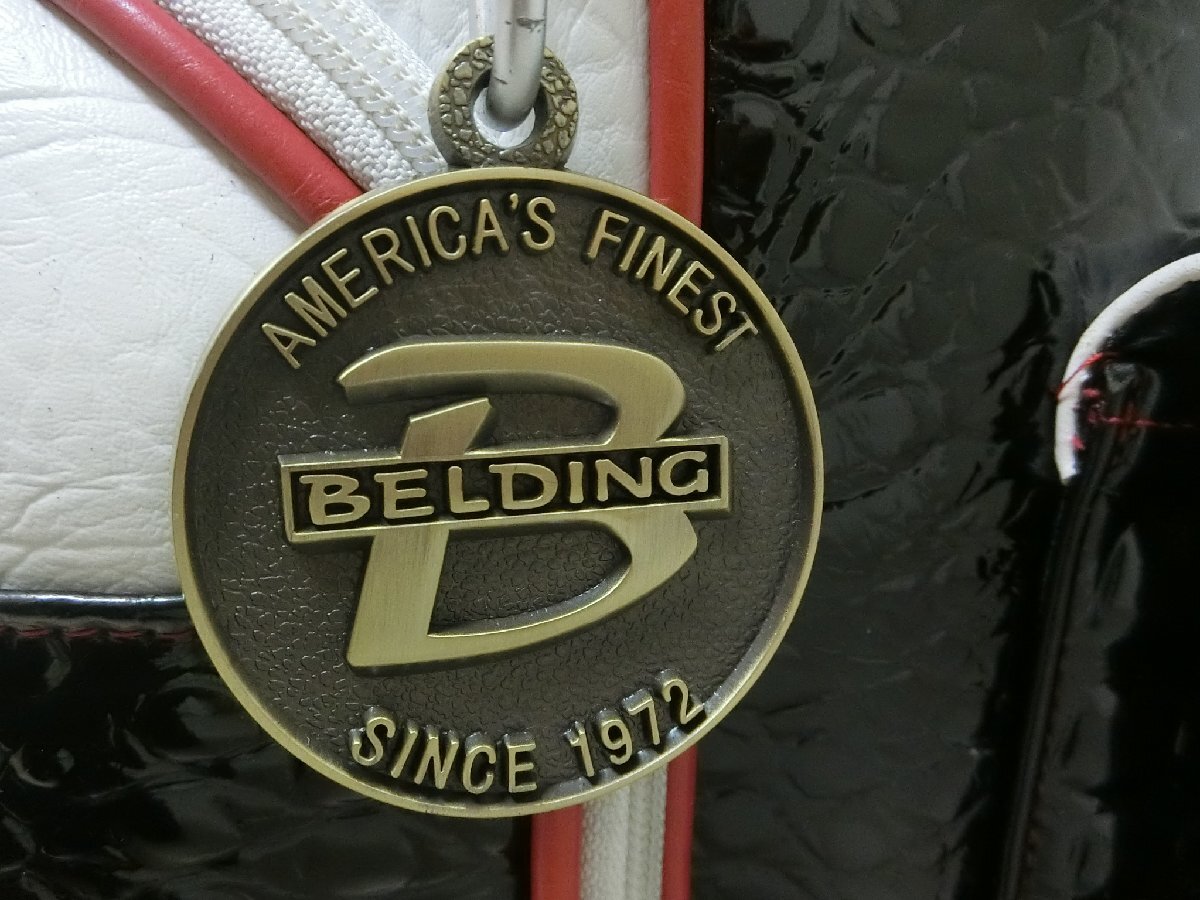 AMERICA'S FINEST
B
BELDING
SINCE 1972